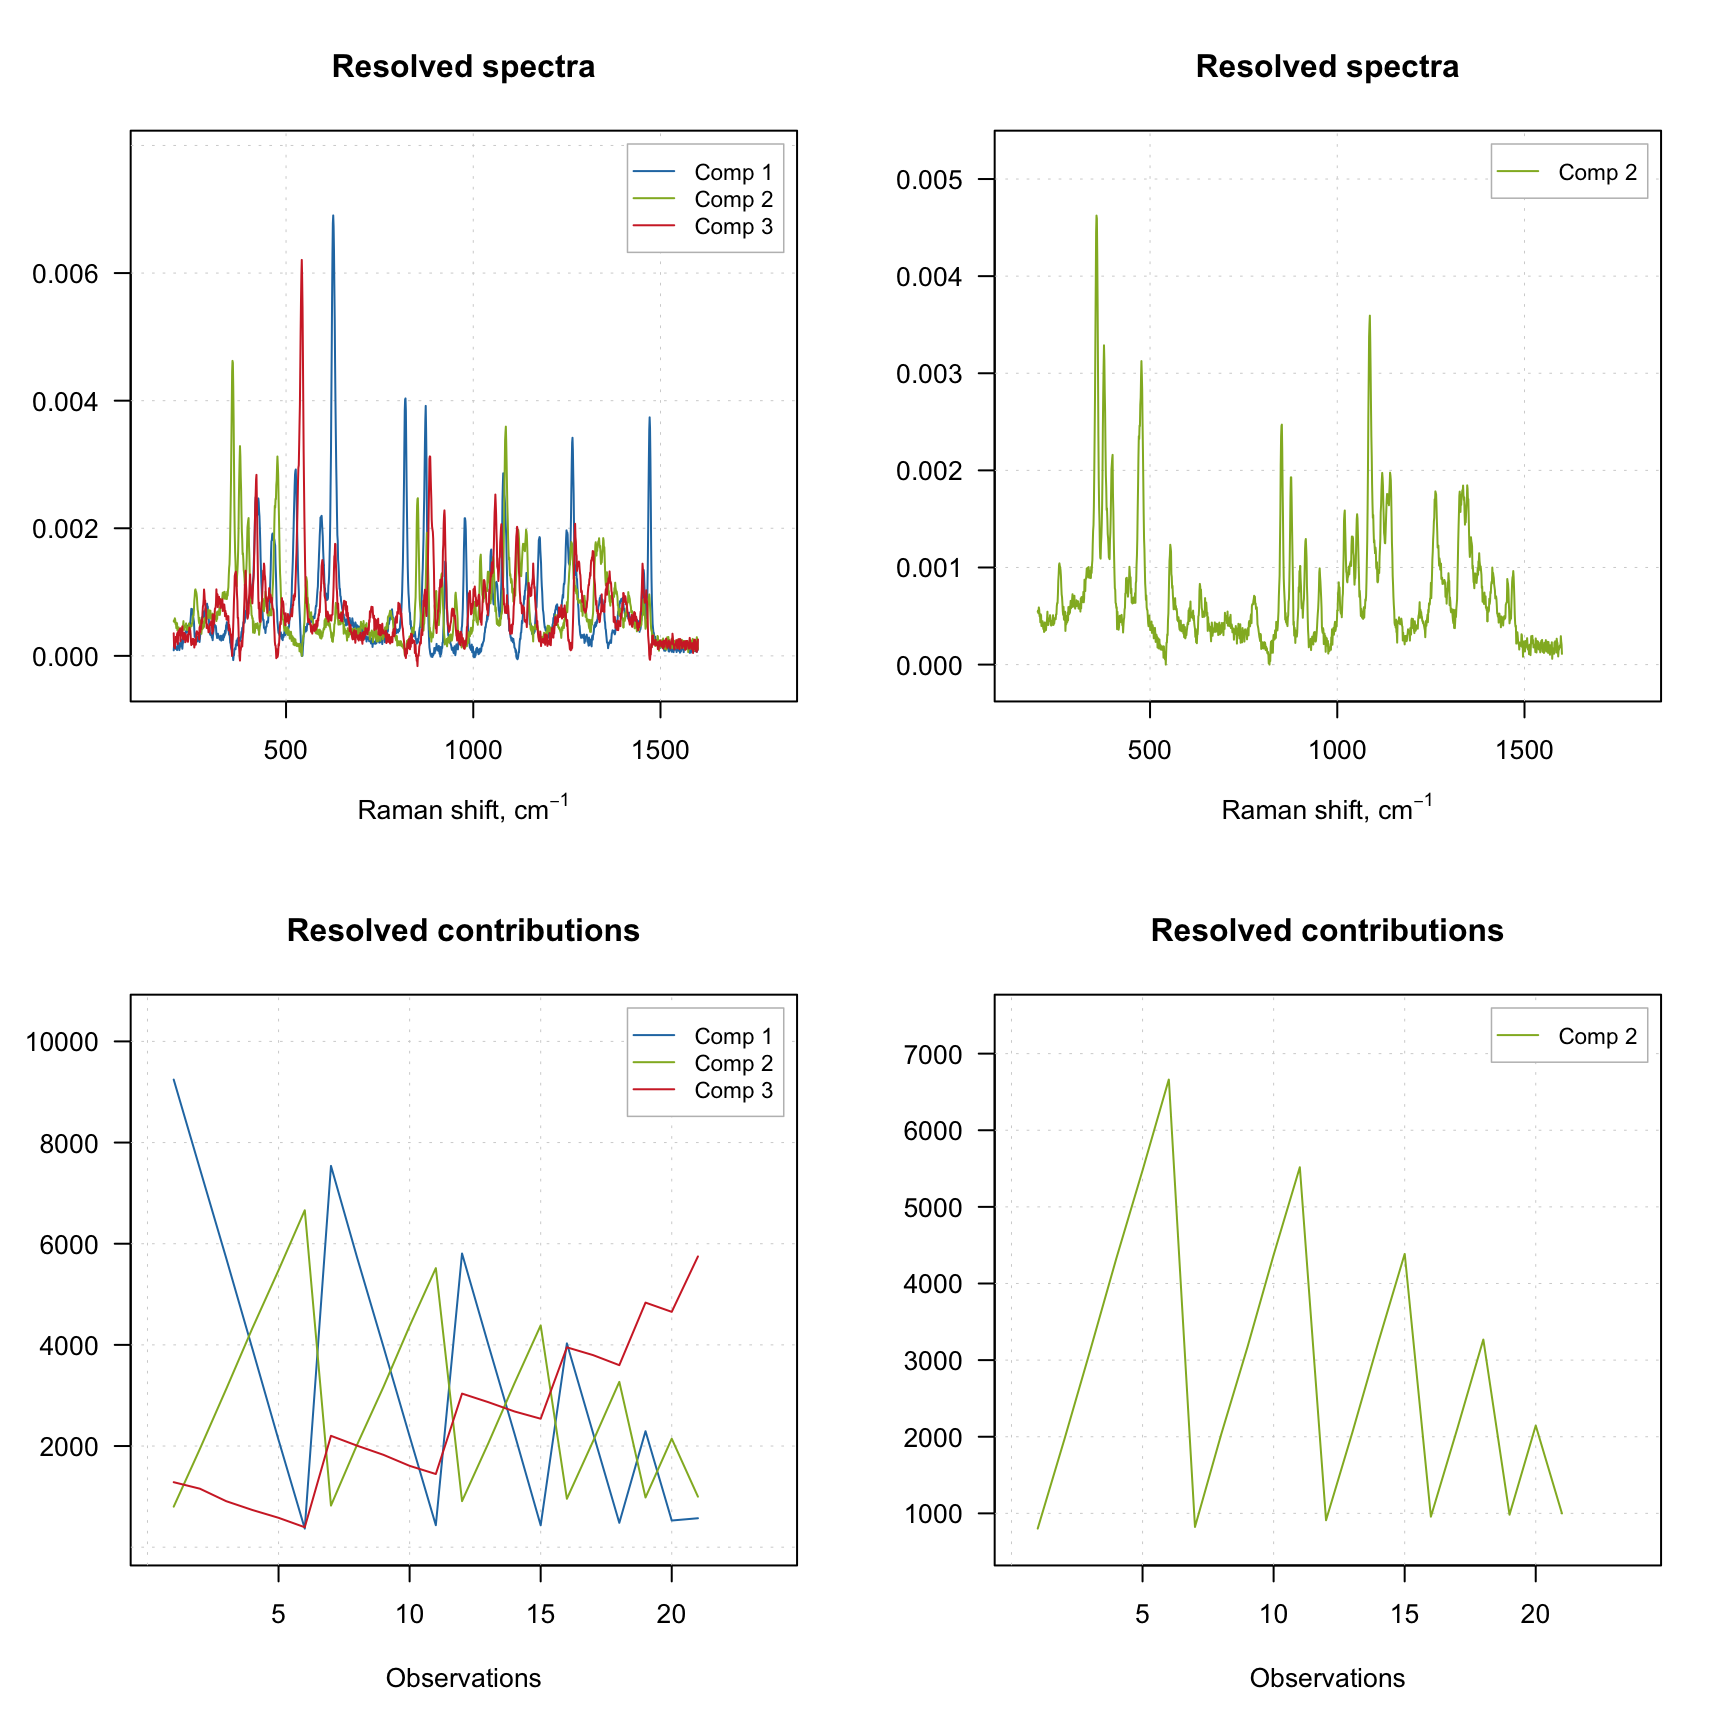 Resolved spectra
Comp 1
Comp 2
Comp 3
0.006
0.004
0.002
0.000
500 1000 1500
Raman shift, cm⁻¹
Resolved spectra
Comp 2
0.005
0.004
0.003
0.002
0.001
0.000
500 1000 1500
Raman shift, cm⁻¹
Resolved contributions
Comp 1
Comp 2
Comp 3
10000
8000
6000
4000
2000
5 10 15 20
Observations
Resolved contributions
Comp 2
7000
6000
5000
4000
3000
2000
1000
5 10 15 20
Observations